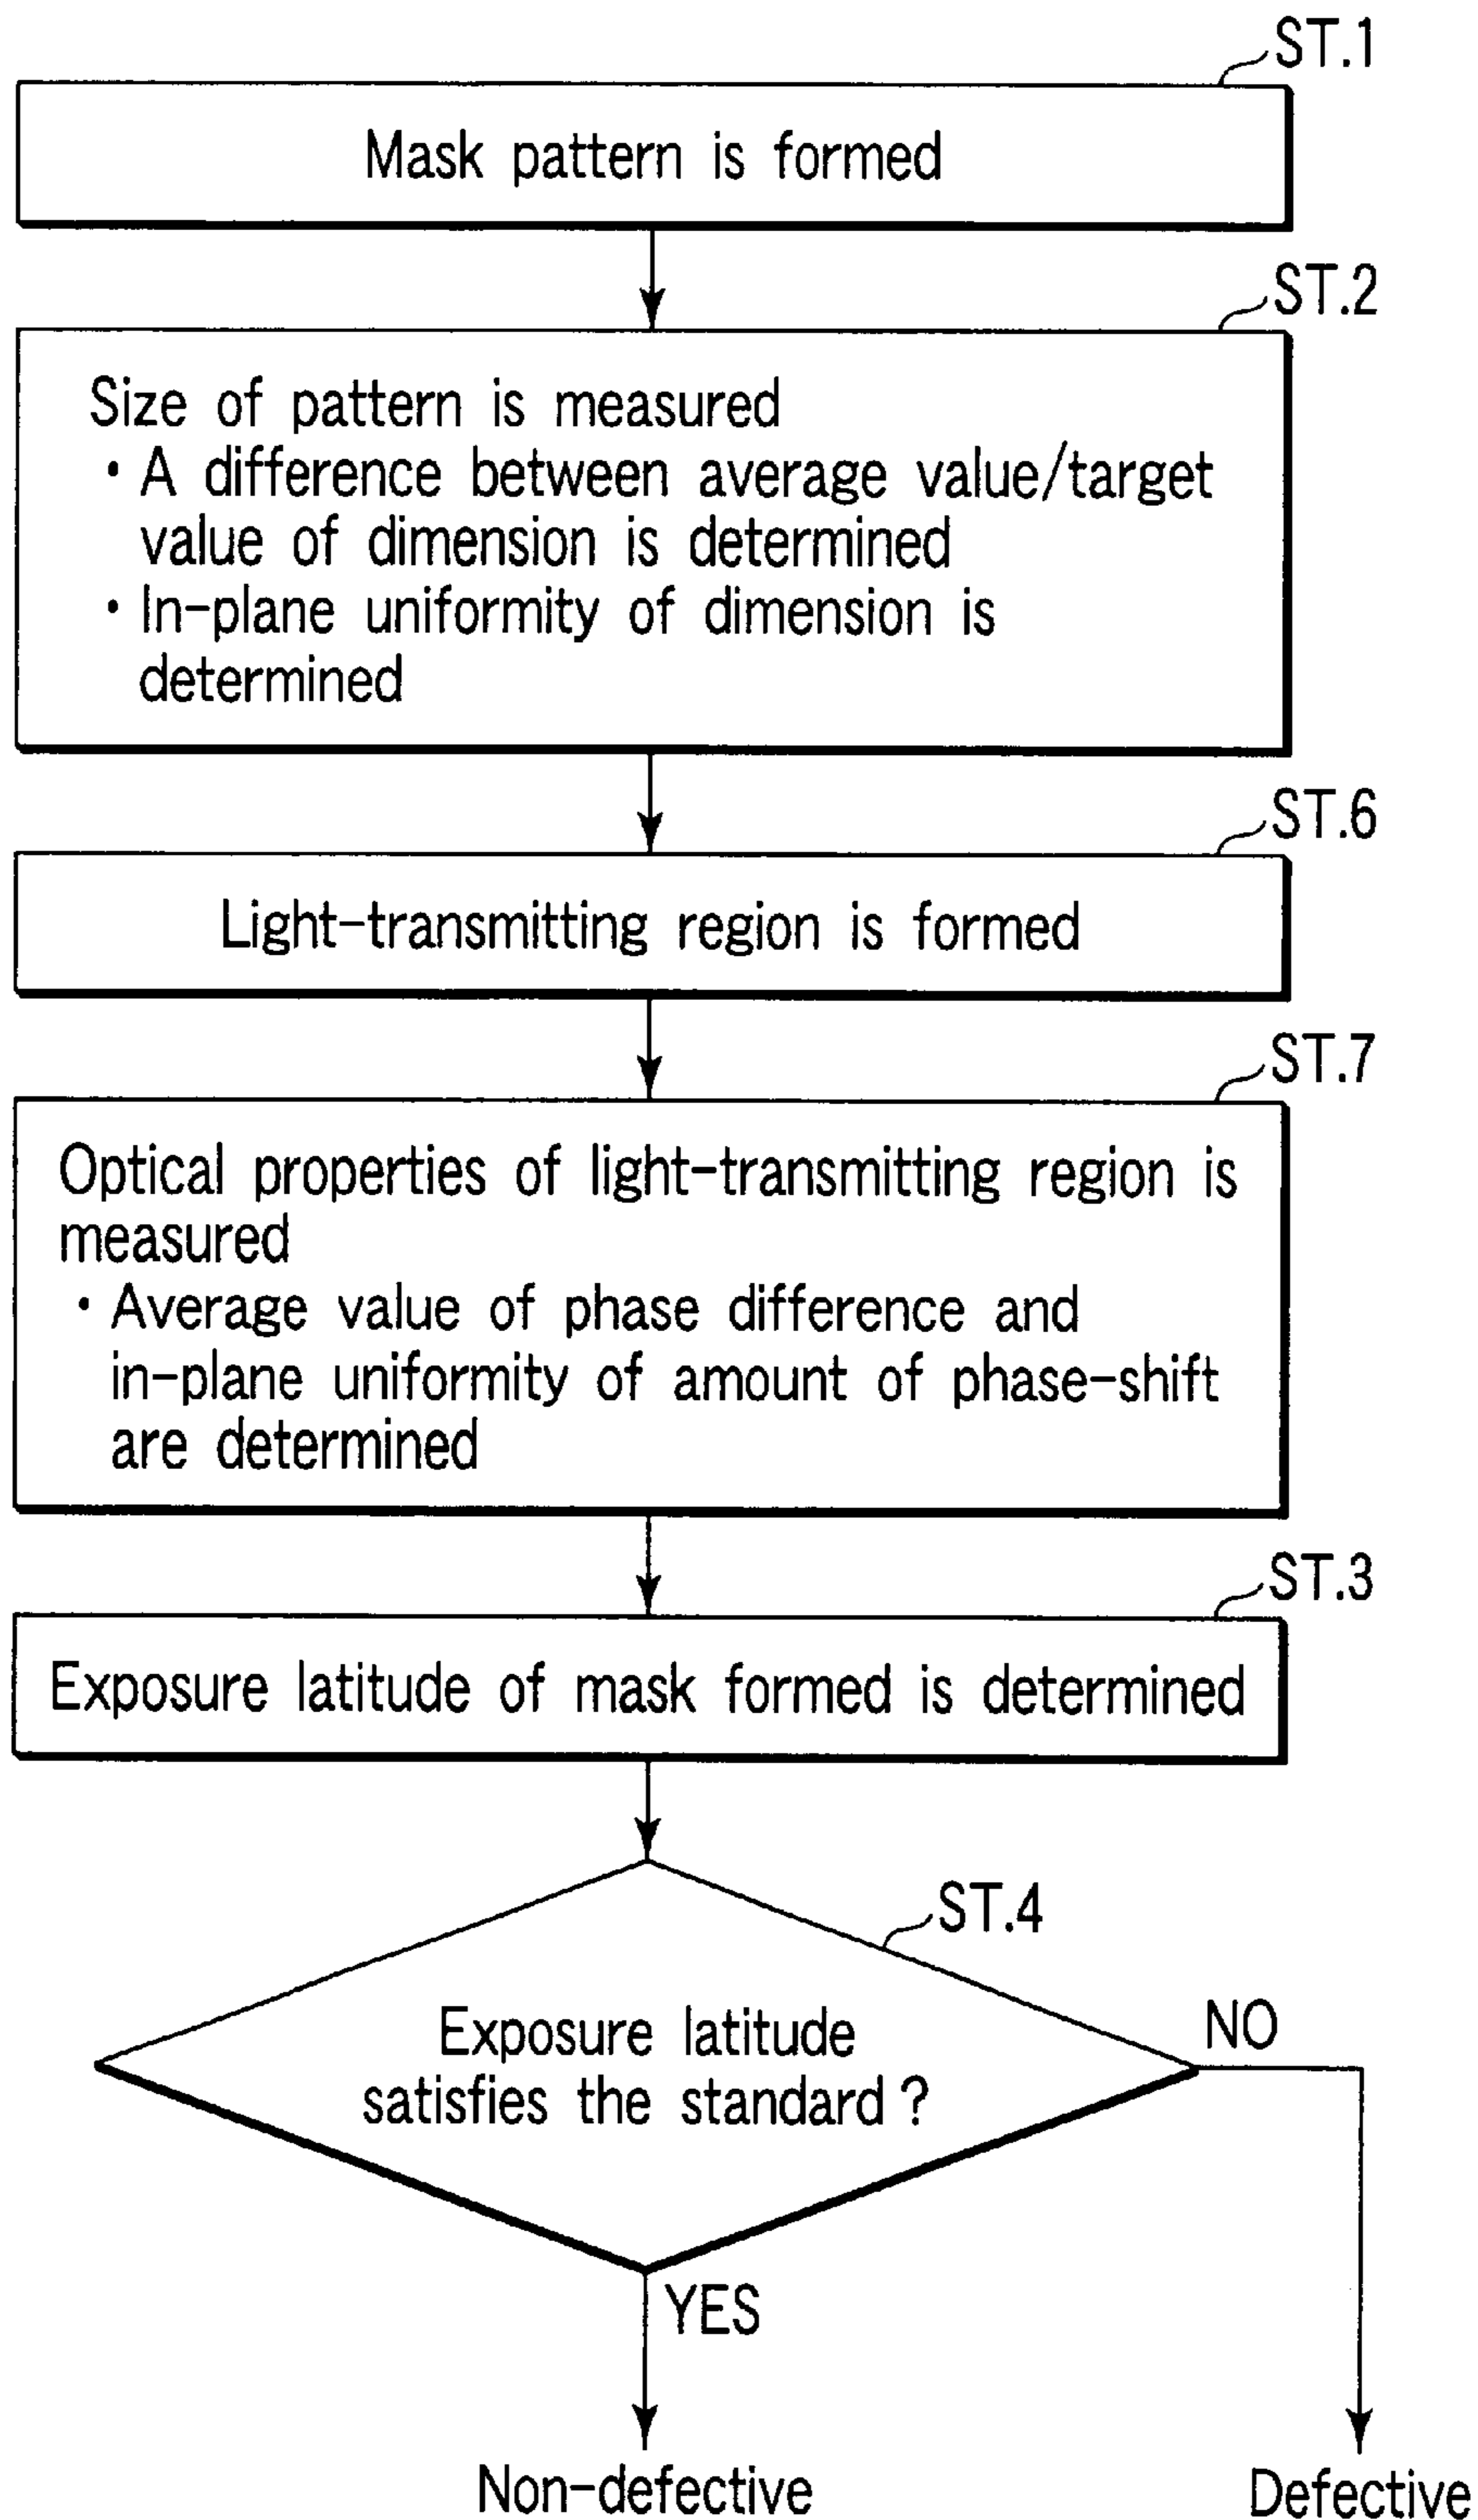 ST.1
Mask pattern is formed
ST.2
Size of pattern is measured
・A difference between average value/target
value of dimension is determined
・In-plane uniformity of dimension is
determined
ST.6
Light-transmitting region is formed
ST.7
Optical properties of light-transmitting region is
measured
・Average value of phase difference and
in-plane uniformity of amount of phase-shift
are determined
ST.3
Exposure latitude of mask formed is determined
ST.4
Exposure latitude
satisfies the standard ?
NO
YES
Non-defective
Defective